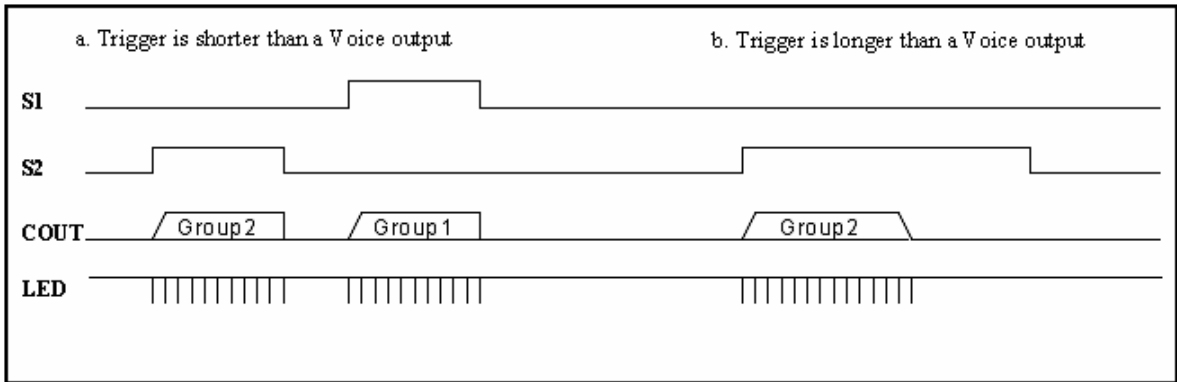 a. Trigger is shorter than a Voice output
b. Trigger is longer than a Voice output
S1
S2
COUT
Group2
Group1
Group2
LED